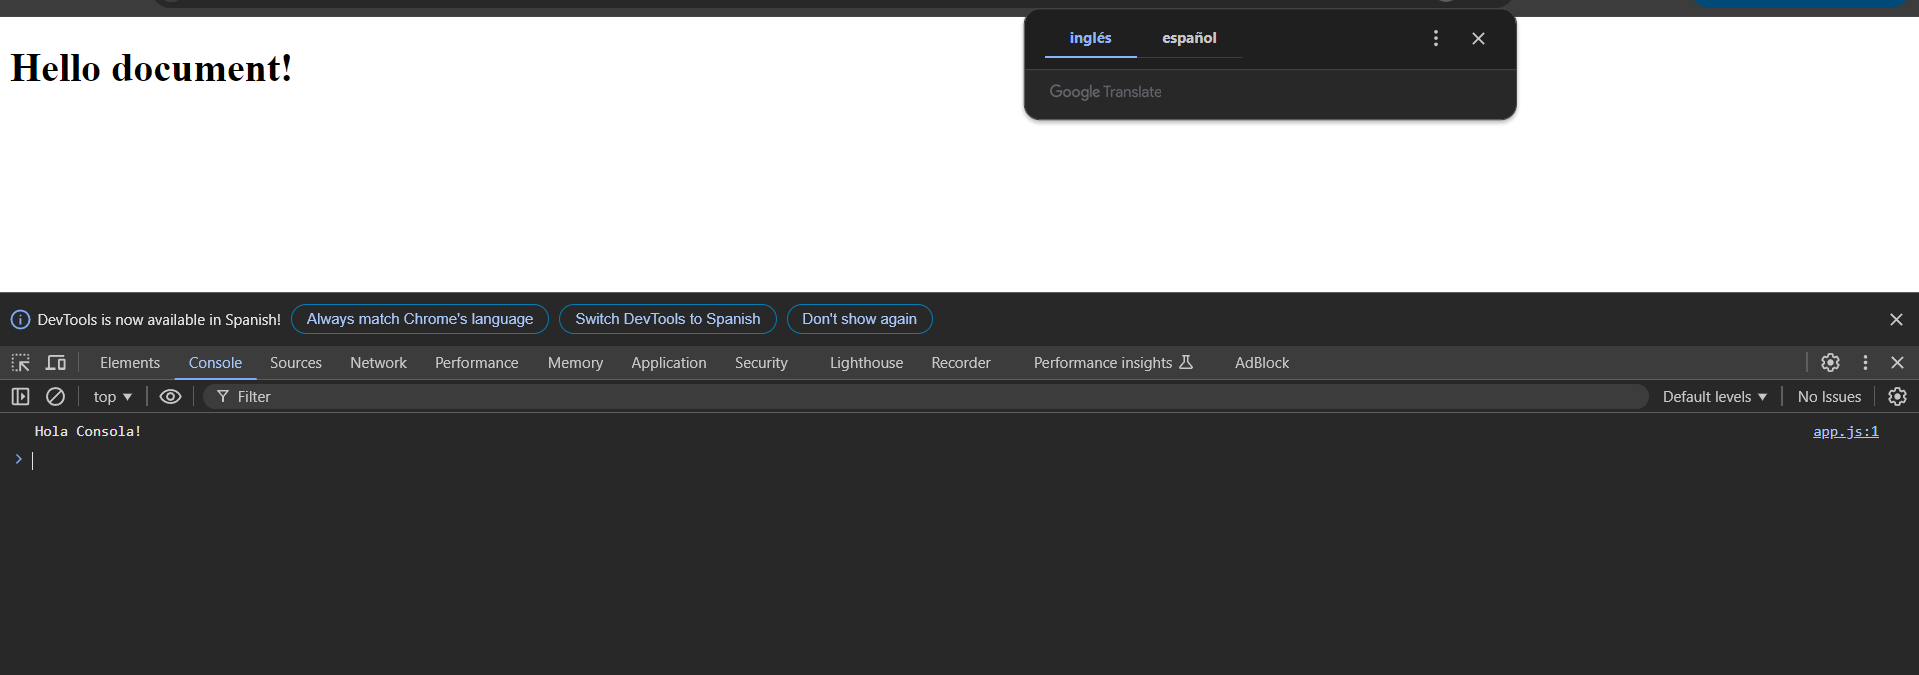 inglés español
Hello document!
Google Translate
DevTools is now available in Spanish! Always match Chrome's language Switch DevTools to Spanish Don't show again
Elements Console Sources Network Performance Memory Application Security Lighthouse Recorder Performance insights AdBlock
top Filter Default levels No Issues
Hola Consola! app.js:1